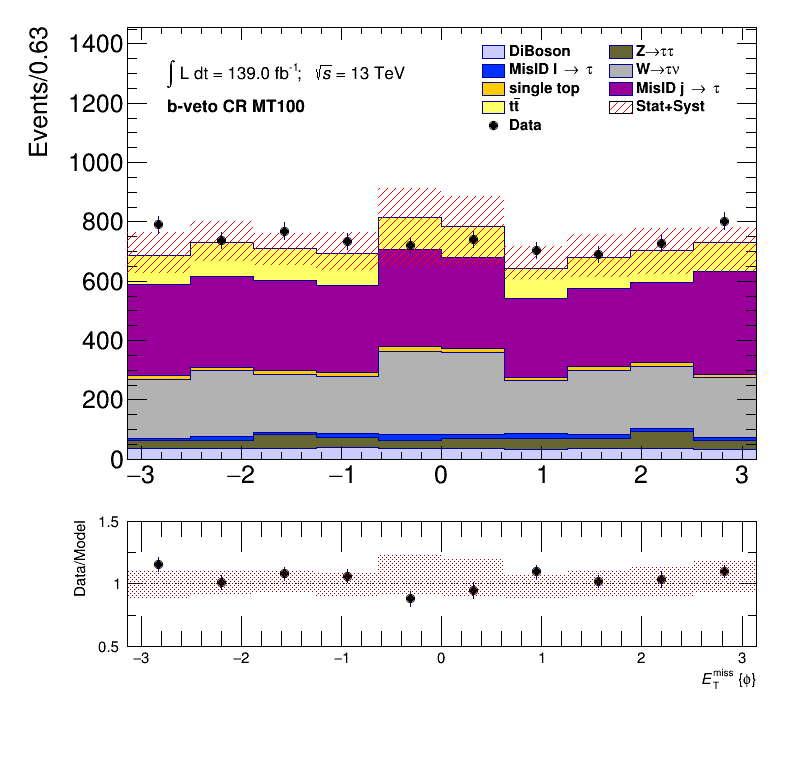 Events/0.63
1400
1200
1000
800
600
400
200
0
−3 −2 −1 0 1 2 3
∫ L dt = 139.0 fb⁻¹; √s = 13 TeV
b-veto CR MT100
DiBoson
MisID l → τ
single top
tt̄
Data
Z→ττ
W→τν
MisID j → τ
Stat+Syst
Data/Model
1.5
1
0.5
−3 −2 −1 0 1 2 3
E_T^miss {ϕ}